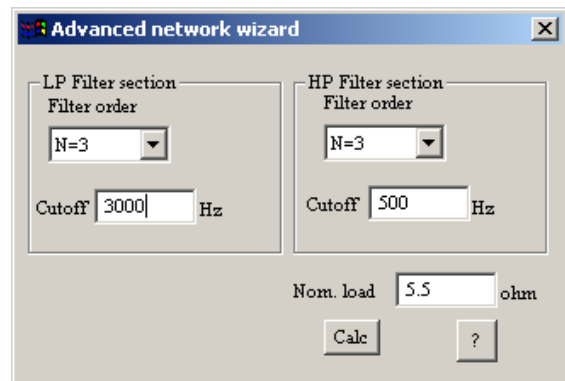 Advanced network wizard
LP Filter section
Filter order
N=3
Cutoff 3000 Hz
HP Filter section
Filter order
N=3
Cutoff 500 Hz
Nom. load 5.5 ohm
Calc ?